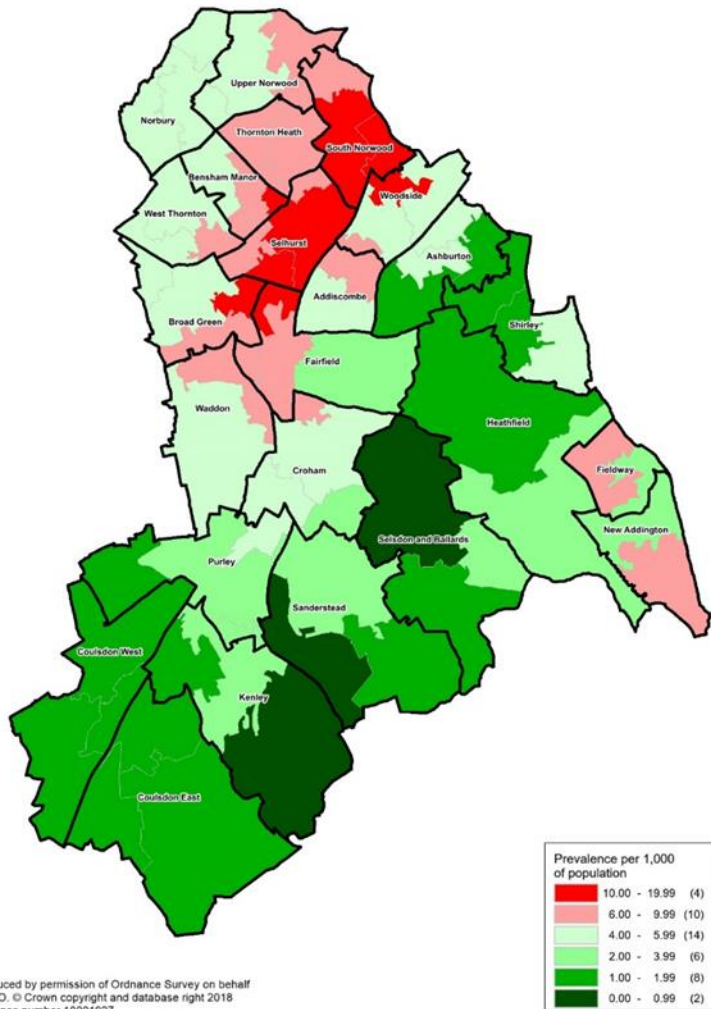 Upper Norwood
Norbury
Thornton Heath
South Norwood
Bensham Manor
Woodside
West Thornton
Selhurst
Ashburton
Addiscombe
Broad Green
Shirley
Fairfield
Waddon
Heathfield
Croham
Fieldway
New Addington
Selsdon and Ballards
Purley
Sanderstead
Coulsdon West
Kenley
Coulsdon East
Prevalence per 1,000
of population
10.00 - 19.99 (4)
6.00 - 9.99 (10)
4.00 - 5.99 (14)
2.00 - 3.99 (6)
1.00 - 1.99 (8)
0.00 - 0.99 (2)
uced by permission of Ordnance Survey on behalf
O. © Crown copyright and database right 2018